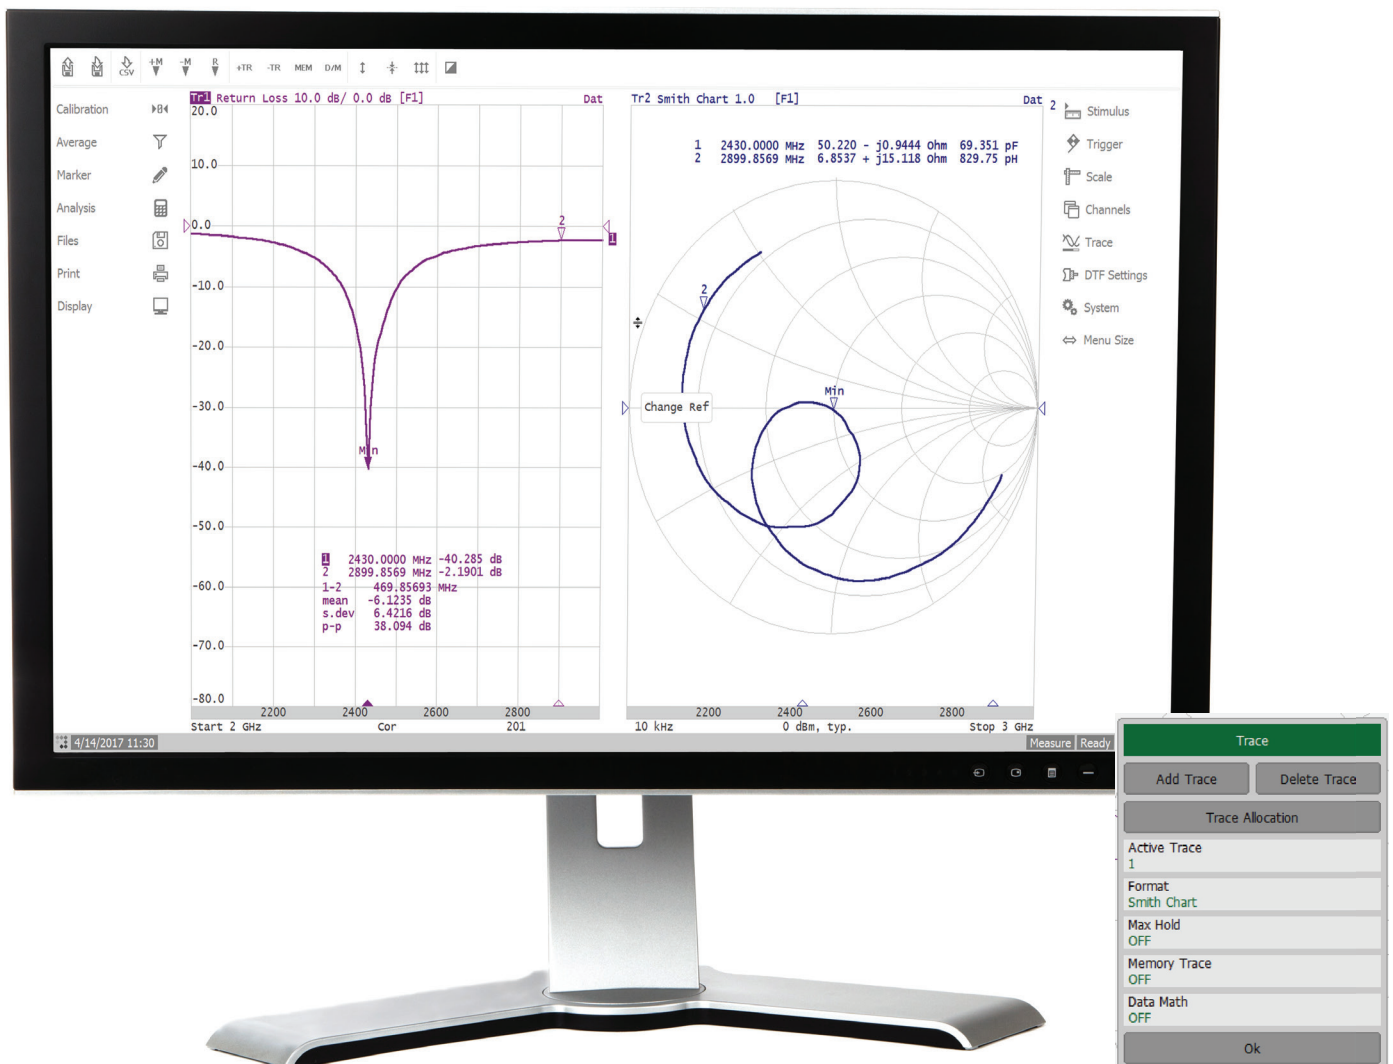 CSV
+M
-M
R
+TR
-TR
MEM
D/M
Calibration
Average
Marker
Analysis
Files
Print
Display
Tr1 Return Loss 10.0 dB/ 0.0 dB [F1]
Dat
20.0
10.0
0.0
-10.0
-20.0
-30.0
-40.0
-50.0
-60.0
-70.0
-80.0
2
1
Min
1 2430.0000 MHz -40.285 dB
2 2899.8569 MHz -2.1901 dB
1-2 469.85693 MHz
mean -6.1235 dB
s.dev 6.4216 dB
p-p 38.094 dB
2200 2400 2600 2800
Start 2 GHz Cor 201
Tr2 Smith Chart 1.0 [F1]
Dat 2
1 2430.0000 MHz 50.220 - j0.9444 Ohm 69.351 pF
2 2899.8569 MHz 6.8537 + j15.118 Ohm 829.75 pH
2
Min
Change Ref
2200 2400 2600 2800
10 kHz 0 dBm, typ. Stop 3 GHz
Stimulus
Trigger
Scale
Channels
Trace
DTF Settings
System
Menu Size
4/14/2017 11:30
Measure Ready
Trace
Add Trace Delete Trace
Trace Allocation
Active Trace
1
Format
Smith Chart
Max Hold
OFF
Memory Trace
OFF
Data Math
OFF
Ok